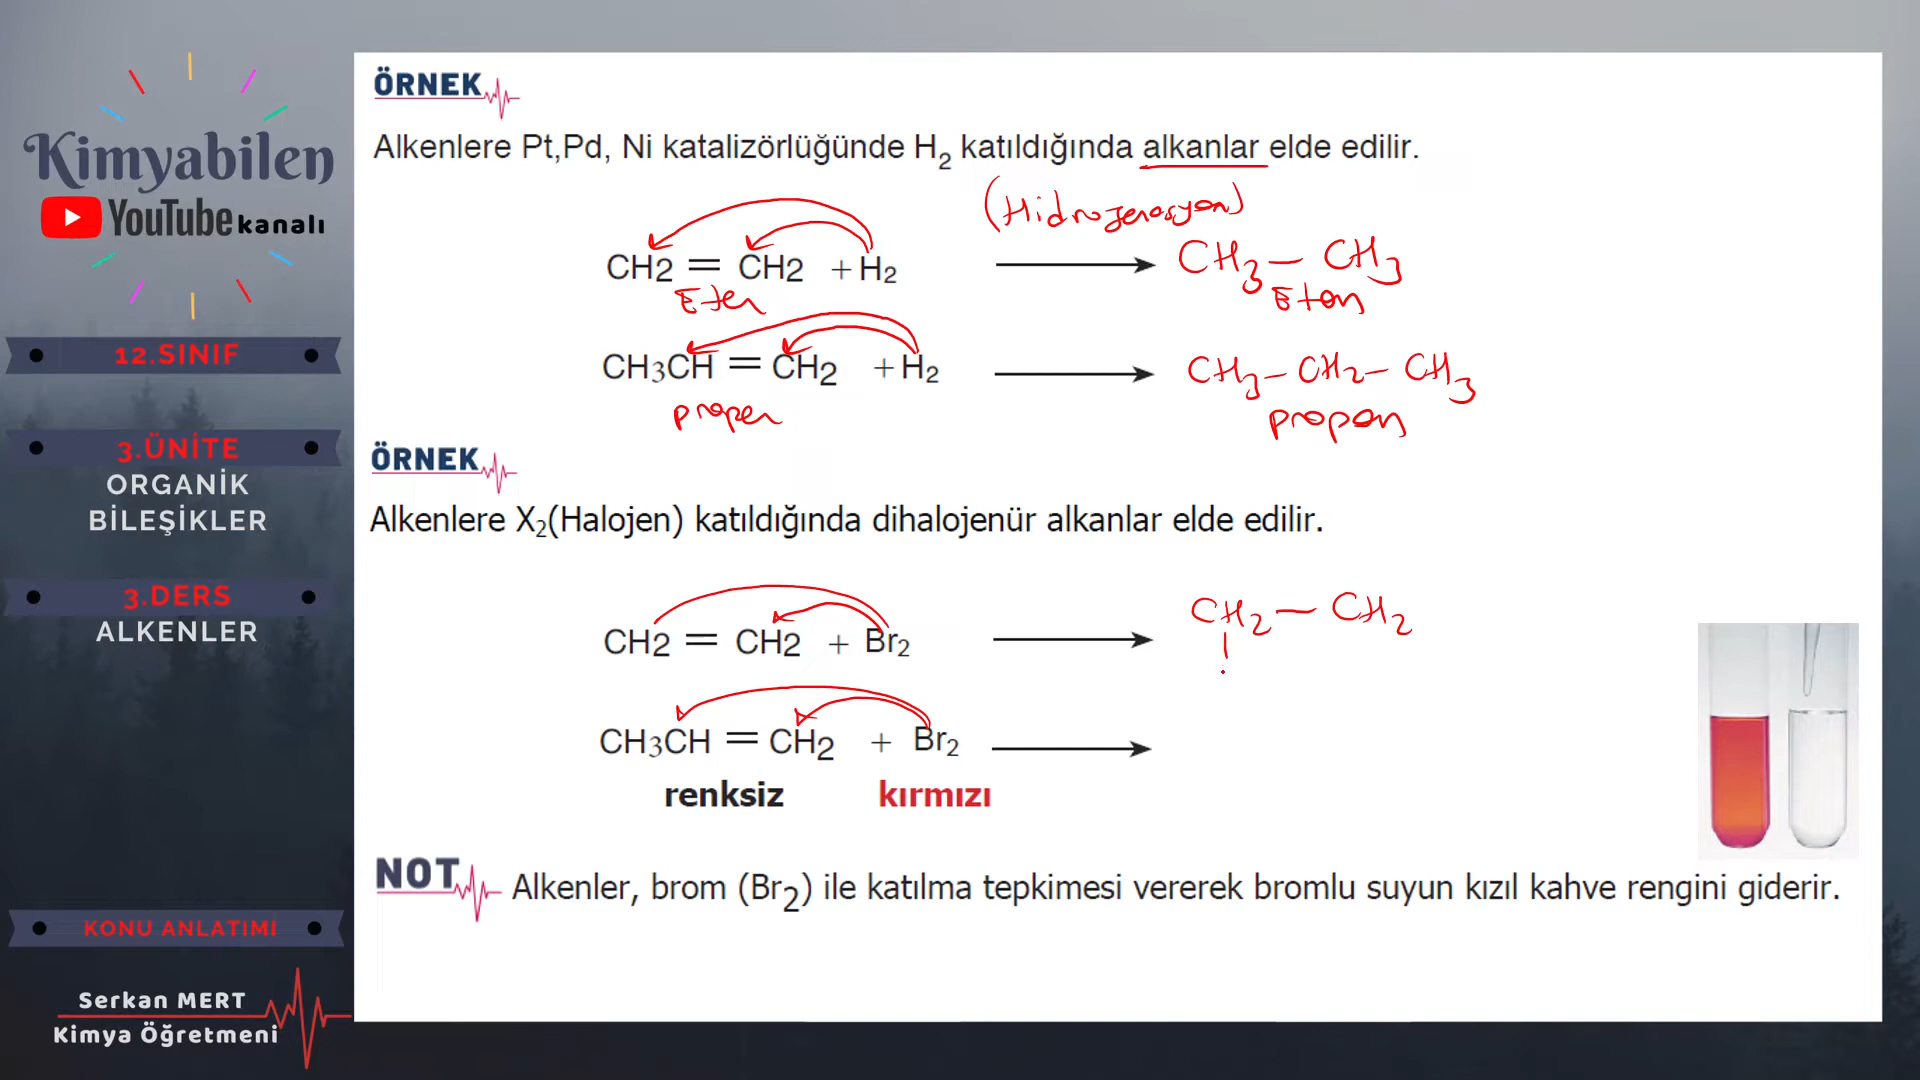 Kimyabilen
YouTube kanalı
12.SINIF
3.ÜNİTE
ORGANİK
BİLEŞİKLER
3.DERS
ALKENLER
KONU ANLATIMI
Serkan MERT
Kimya Öğretmeni
ÖRNEK
Alkenlere Pt,Pd, Ni katalizörlüğünde H2 katıldığında alkanlar elde edilir.
(Hidrojenasyon)
CH2 = CH2 +H2 → CH3 – CH3
Eten Etan
CH3CH = CH2 +H2 → CH3 – CH2 – CH3
propen propan
ÖRNEK
Alkenlere X2(Halojen) katıldığında dihalojenür alkanlar elde edilir.
CH2 = CH2 + Br2 → CH2 – CH2
CH3CH = CH2 + Br2 →
renksiz kırmızı
NOT
Alkenler, brom (Br2) ile katılma tepkimesi vererek bromlu suyun kızıl kahve rengini giderir.